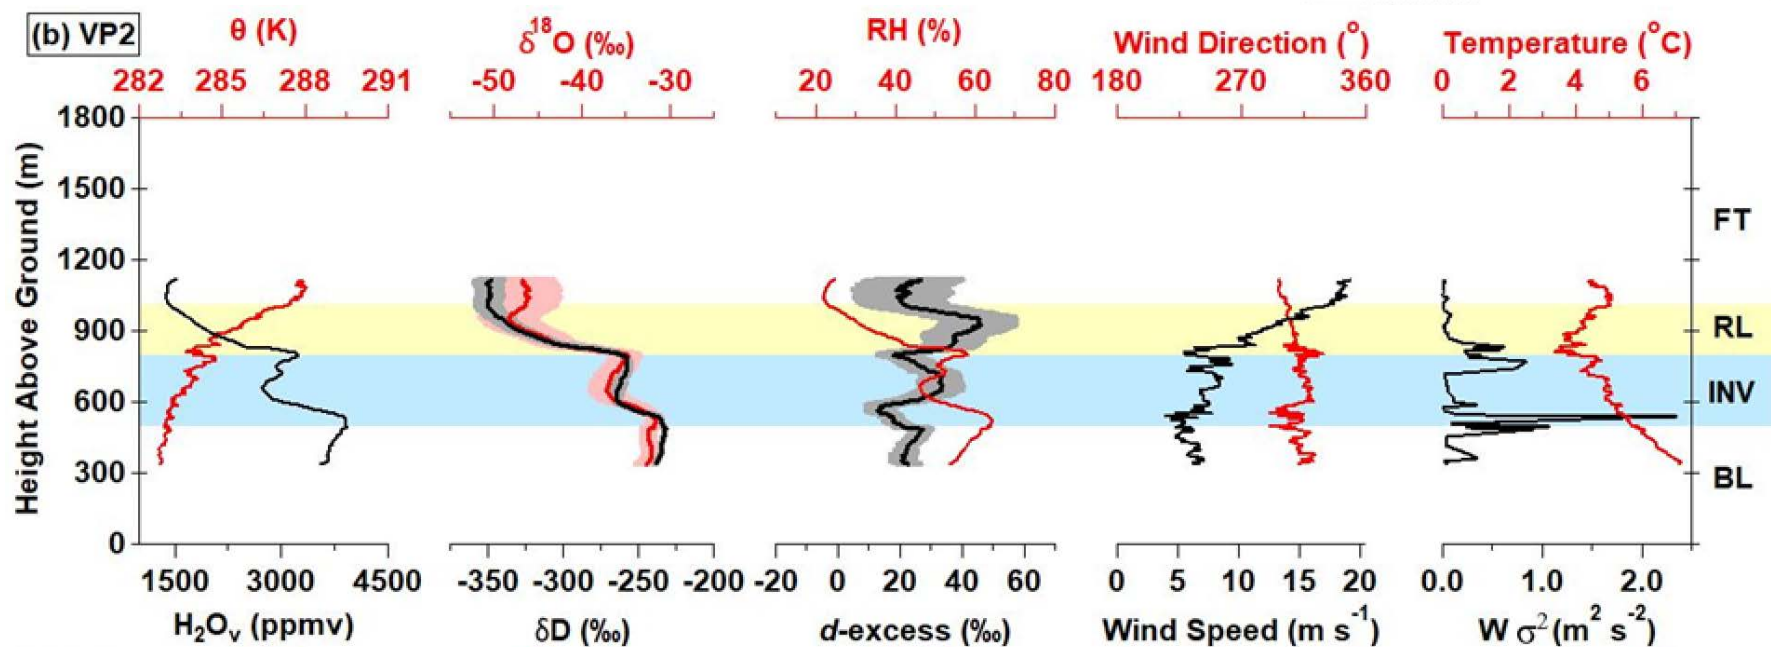 (b) VP2
θ (K)
δ¹⁸O (‰)
RH (%)
Wind Direction (°)
Temperature (°C)
282 285 288 291
-50 -40 -30
20 40 60 80
180 270 360
0 2 4 6
Height Above Ground (m)
1800
1500
1200
900
600
300
0
FT
RL
INV
BL
1500 3000 4500
-350 -300 -250 -200
-20 0 20 40 60
0 5 10 15 20
0.0 1.0 2.0
H₂Oᵥ (ppmv)
δD (‰)
d-excess (‰)
Wind Speed (m s⁻¹)
W σ² (m² s⁻²)